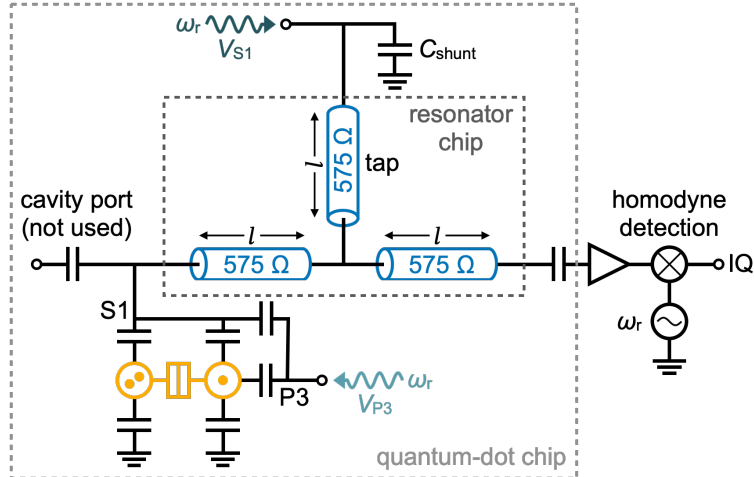 ωr
VS1
Cshunt
resonator
chip
l
575 Ω
tap
cavity port
(not used)
homodyne
detection
l
l
575 Ω
575 Ω
IQ
S1
ωr
P3
ωr
VP3
quantum-dot chip